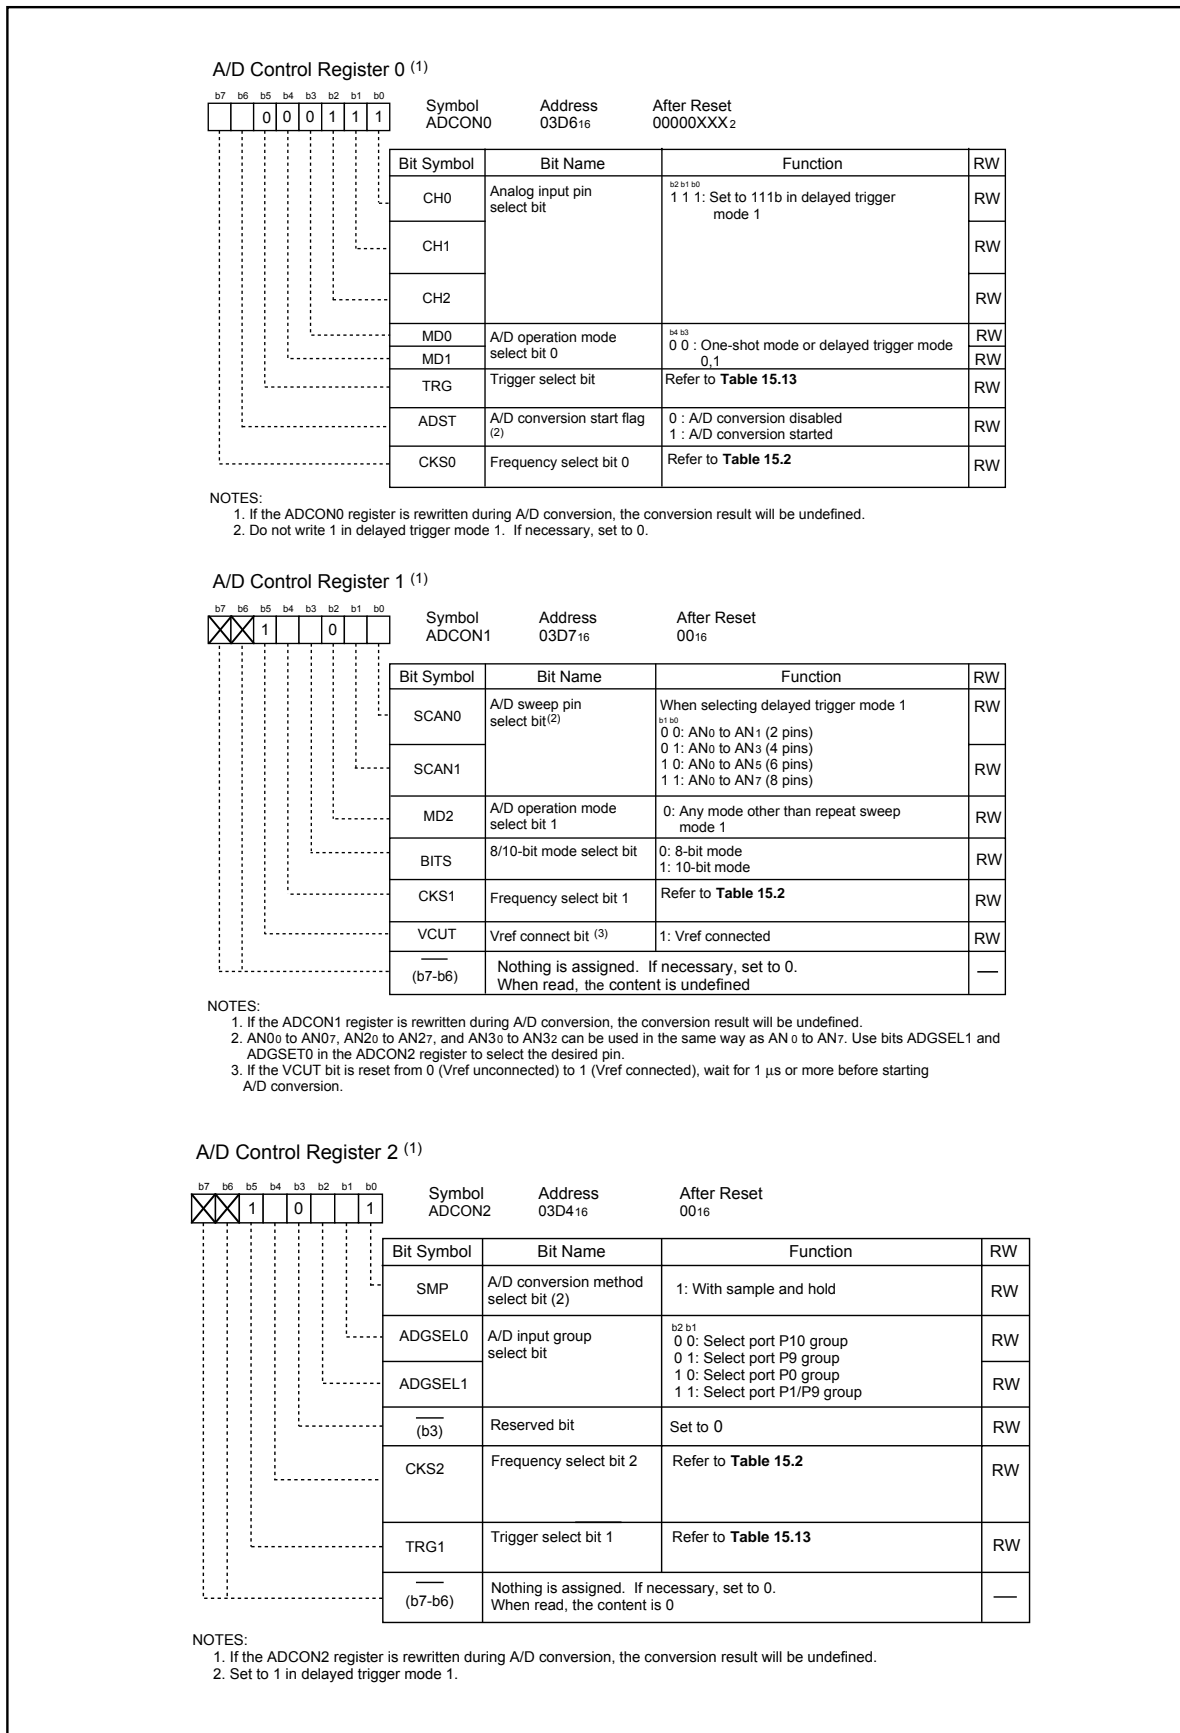 A/D Control Register 0 (1)
b7 b6 b5 b4 b3 b2 b1 b0
0 0 0 1 1 1
Symbol Address After Reset
ADCON0 03D616 00000XXX2
Bit Symbol Bit Name Function RW
CH0 Analog input pin select bit b2 b1 b0 RW
1 1 1: Set to 111b in delayed trigger mode 1
CH1 RW
CH2 RW
MD0 A/D operation mode select bit 0 b4 b3 RW
0 0 : One-shot mode or delayed trigger mode 0,1
MD1 RW
TRG Trigger select bit Refer to Table 15.13 RW
ADST A/D conversion start flag (2) 0 : A/D conversion disabled RW
1 : A/D conversion started
CKS0 Frequency select bit 0 Refer to Table 15.2 RW
NOTES:
1. If the ADCON0 register is rewritten during A/D conversion, the conversion result will be undefined.
2. Do not write 1 in delayed trigger mode 1. If necessary, set to 0.
A/D Control Register 1 (1)
b7 b6 b5 b4 b3 b2 b1 b0
1 0
Symbol Address After Reset
ADCON1 03D716 0016
Bit Symbol Bit Name Function RW
SCAN0 A/D sweep pin select bit(2) When selecting delayed trigger mode 1 RW
b1 b0
0 0: AN0 to AN1 (2 pins)
0 1: AN0 to AN3 (4 pins)
SCAN1 1 0: AN0 to AN5 (6 pins) RW
1 1: AN0 to AN7 (8 pins)
MD2 A/D operation mode select bit 1 0: Any mode other than repeat sweep mode 1 RW
BITS 8/10-bit mode select bit 0: 8-bit mode RW
1: 10-bit mode
CKS1 Frequency select bit 1 Refer to Table 15.2 RW
VCUT Vref connect bit (3) 1: Vref connected RW
(b7-b6) Nothing is assigned. If necessary, set to 0. —
When read, the content is undefined
NOTES:
1. If the ADCON1 register is rewritten during A/D conversion, the conversion result will be undefined.
2. AN00 to AN07, AN20 to AN27, and AN30 to AN32 can be used in the same way as AN 0 to AN7. Use bits ADGSEL1 and
ADGSET0 in the ADCON2 register to select the desired pin.
3. If the VCUT bit is reset from 0 (Vref unconnected) to 1 (Vref connected), wait for 1 µs or more before starting
A/D conversion.
A/D Control Register 2 (1)
b7 b6 b5 b4 b3 b2 b1 b0
1 0 1
Symbol Address After Reset
ADCON2 03D416 0016
Bit Symbol Bit Name Function RW
SMP A/D conversion method select bit (2) 1: With sample and hold RW
ADGSEL0 A/D input group select bit b2 b1 RW
0 0: Select port P10 group
0 1: Select port P9 group
ADGSEL1 1 0: Select port P0 group RW
1 1: Select port P1/P9 group
(b3) Reserved bit Set to 0 RW
CKS2 Frequency select bit 2 Refer to Table 15.2 RW
TRG1 Trigger select bit 1 Refer to Table 15.13 RW
(b7-b6) Nothing is assigned. If necessary, set to 0. —
When read, the content is 0
NOTES:
1. If the ADCON2 register is rewritten during A/D conversion, the conversion result will be undefined.
2. Set to 1 in delayed trigger mode 1.